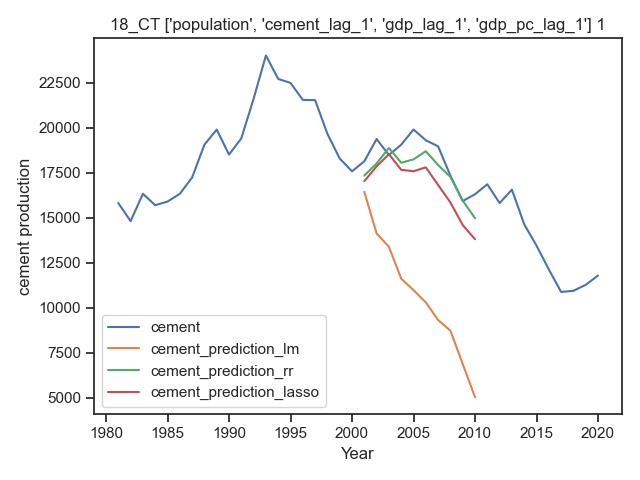 18_CT ['population', 'cement_lag_1', 'gdp_lag_1', 'gdp_pc_lag_1'] 1
cement production
22500
20000
17500
15000
12500
10000
7500
5000
cement
cement_prediction_lm
cement_prediction_rr
cement_prediction_lasso
1980 1985 1990 1995 2000 2005 2010 2015 2020
Year